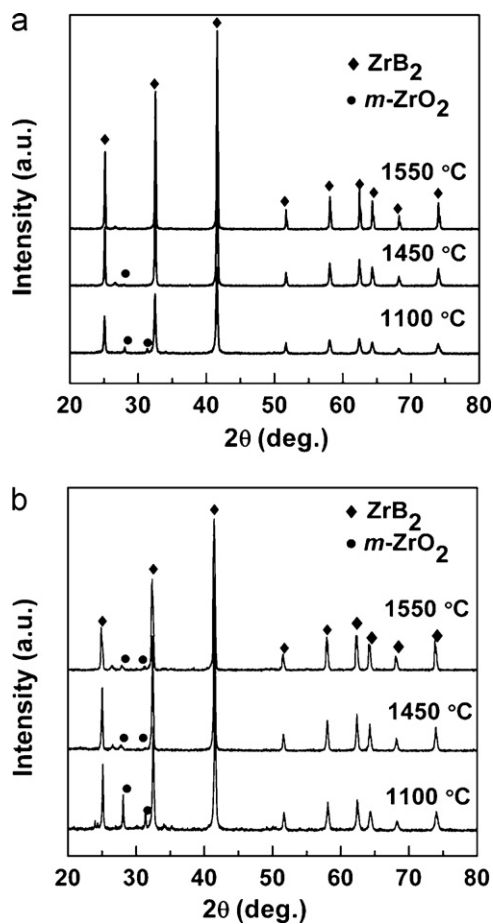 a
Intensity (a.u.)
◆ ZrB2
● m-ZrO2
1550 °C
1450 °C
1100 °C
20 30 40 50 60 70 80
2θ (deg.)
b
Intensity (a.u.)
◆ ZrB2
● m-ZrO2
1550 °C
1450 °C
1100 °C
20 30 40 50 60 70 80
2θ (deg.)